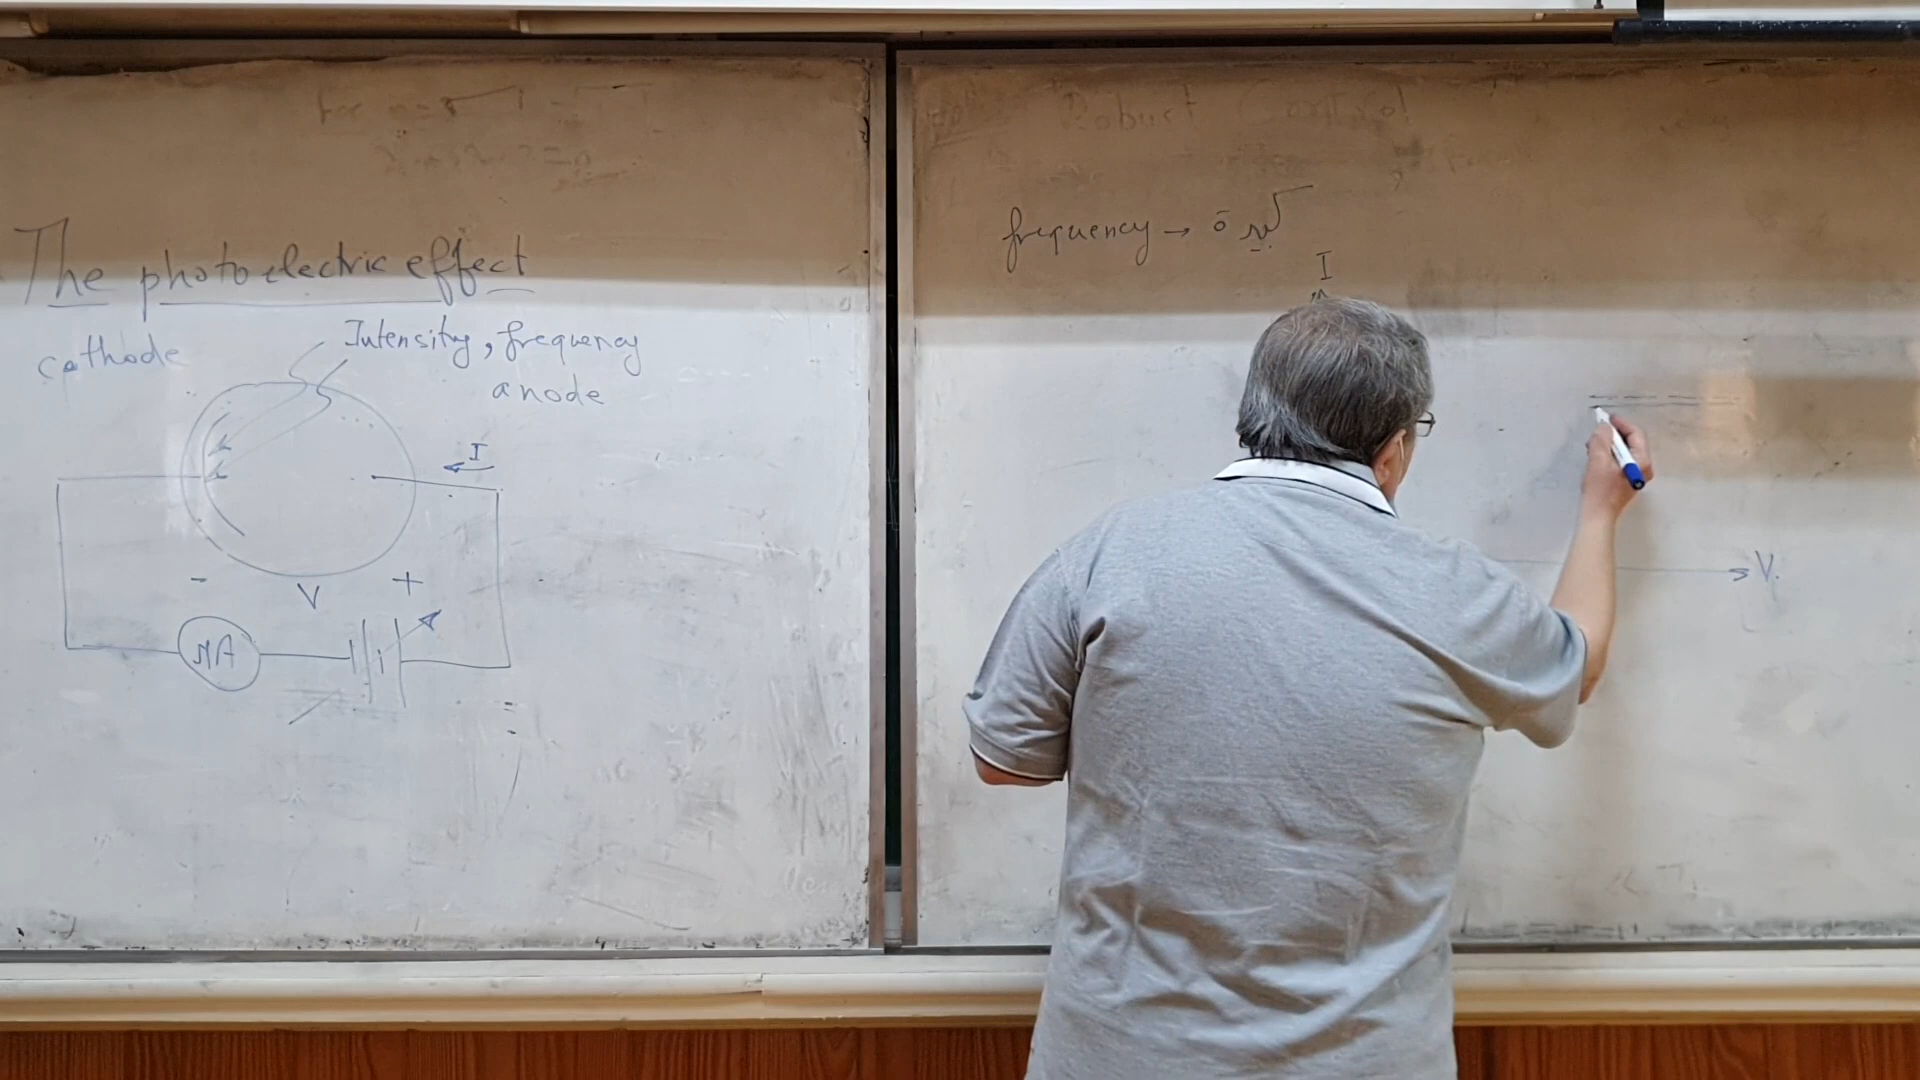 The photoelectric effect
cathode
Intensity, frequency
anode
I
- V +
μA
frequency → ثابت
I
V